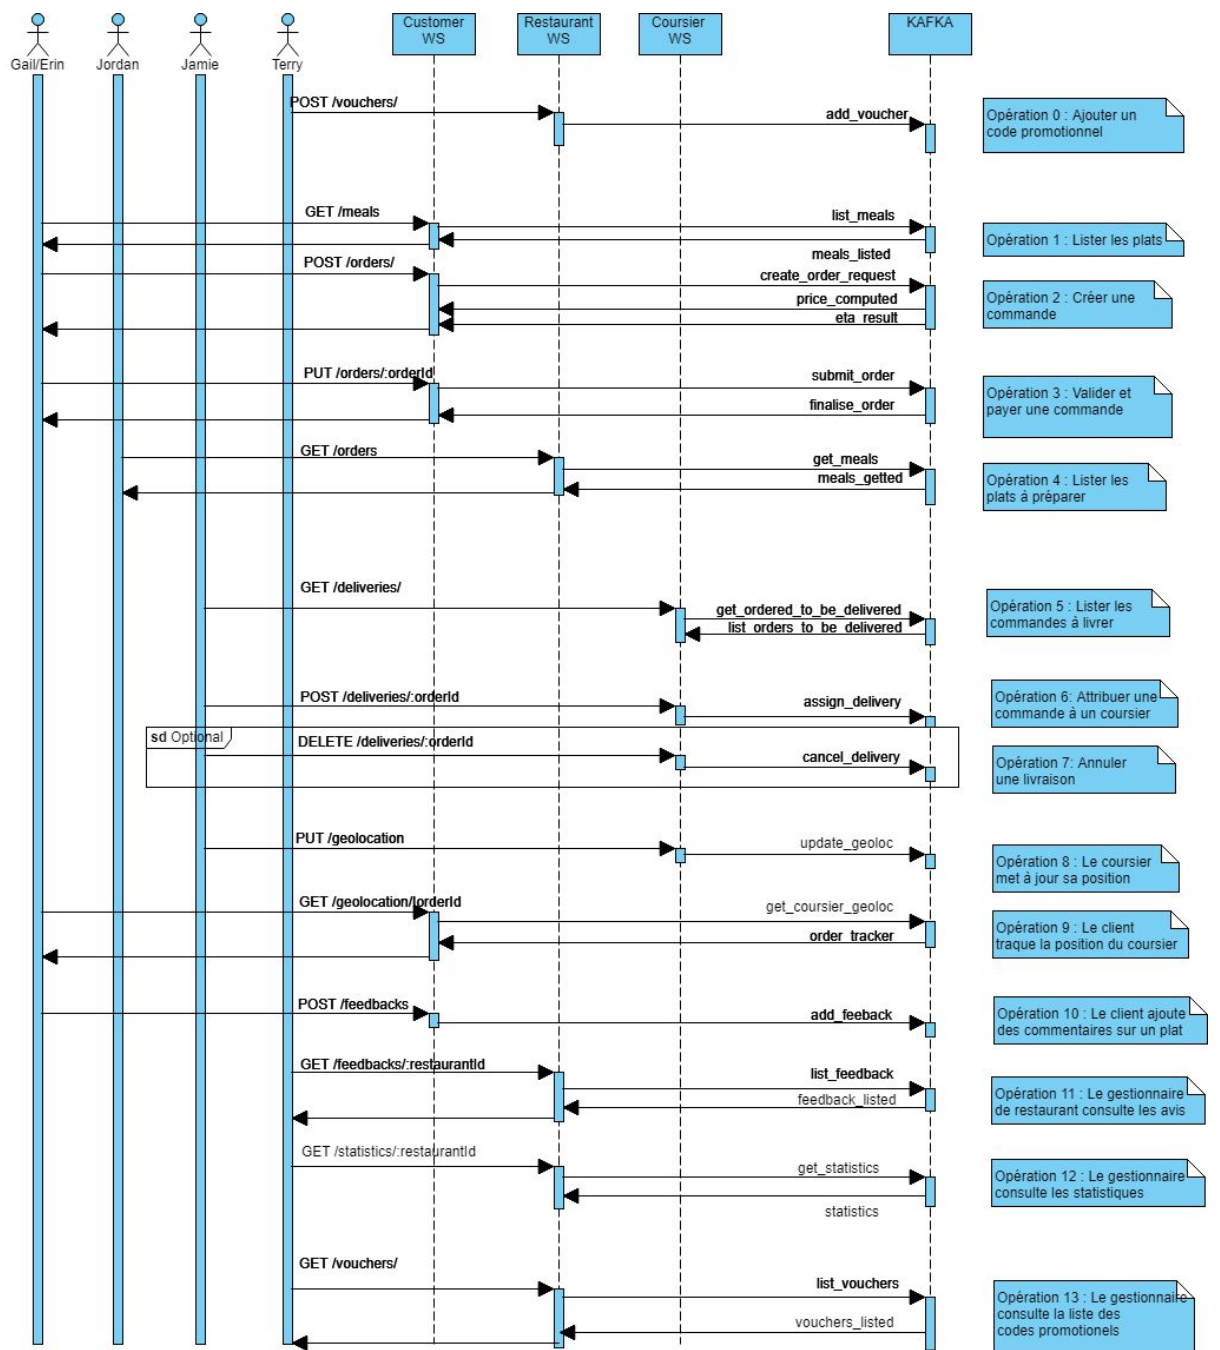 Customer
WS
Restaurant
WS
Coursier
WS
KAFKA
Gail/Erin
Jordan
Jamie
Terry
POST /vouchers/
add_voucher
Opération 0 : Ajouter un
code promotionnel
GET /meals
list_meals
meals_listed
Opération 1 : Lister les plats
POST /orders/
create_order_request
price_computed
eta_result
Opération 2 : Créer une
commande
PUT /orders/:orderId
submit_order
finalise_order
Opération 3 : Valider et
payer une commande
GET /orders
get_meals
meals_getted
Opération 4 : Lister les
plats à préparer
GET /deliveries/
get_ordered_to_be_delivered
list_orders_to_be_delivered
Opération 5 : Lister les
commandes à livrer
POST /deliveries/:orderId
assign_delivery
Opération 6: Attribuer une
commande à un coursier
sd Optional
DELETE /deliveries/:orderId
cancel_delivery
Opération 7: Annuler
une livraison
PUT /geolocation
update_geoloc
Opération 8 : Le coursier
met à jour sa position
GET /geolocation/:orderId
get_coursier_geoloc
order_tracker
Opération 9 : Le client
traque la position du coursier
POST /feedbacks
add_feeback
Opération 10 : Le client ajoute
des commentaires sur un plat
GET /feedbacks/:restaurantId
list_feedback
feedback_listed
Opération 11 : Le gestionnaire
de restaurant consulte les avis
GET /statistics/:restaurantId
get_statistics
statistics
Opération 12 : Le gestionnaire
consulte les statistiques
GET /vouchers/
list_vouchers
vouchers_listed
Opération 13 : Le gestionnaire
consulte la liste des
codes promotionels